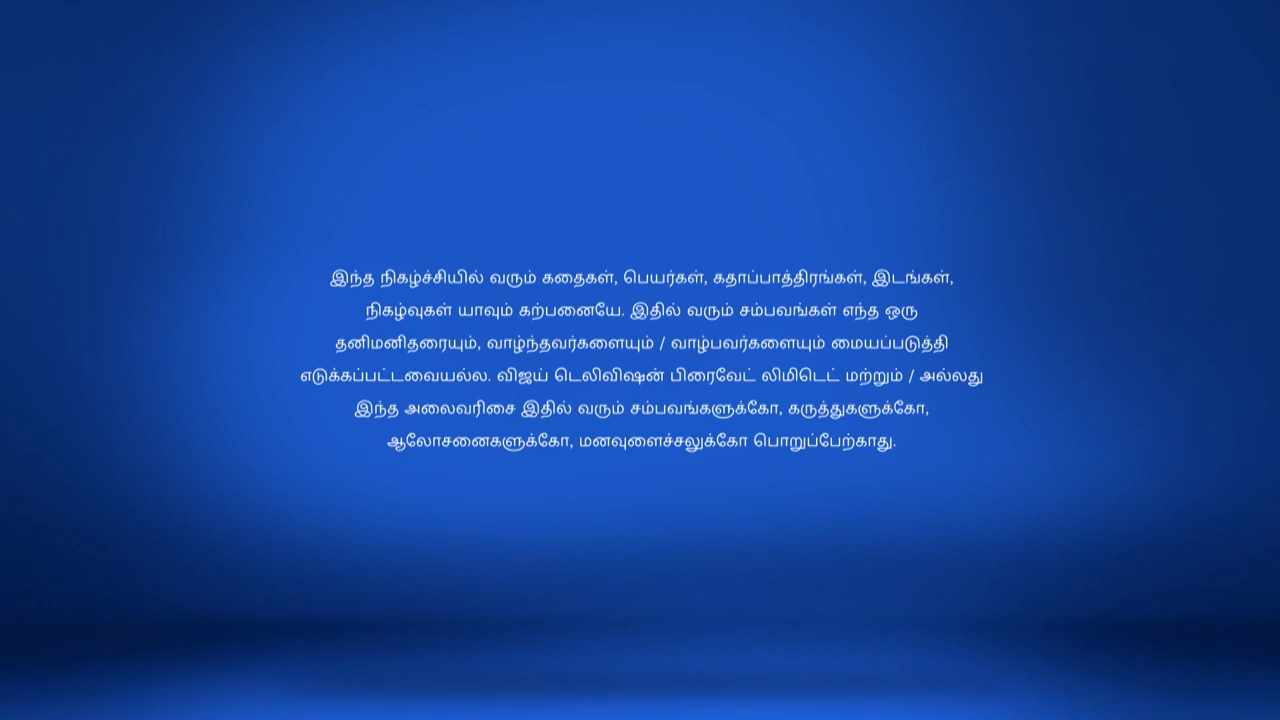 இந்த நிகழ்ச்சியில் வரும் கதைகள், பெயர்கள், கதாப்பாத்திரங்கள், இடங்கள்,
நிகழ்வுகள் யாவும் கற்பனையே. இதில் வரும் சம்பவங்கள் எந்த ஒரு
தனிமனிதரையும், வாழ்ந்தவர்களையும் / வாழ்பவர்களையும் மையப்படுத்தி
எடுக்கப்பட்டவையல்ல. விஜய் டெலிவிஷன் பிரைவேட் லிமிடெட் மற்றும் / அல்லது
இந்த அலைவரிசை இதில் வரும் சம்பவங்களுக்கோ, கருத்துகளுக்கோ,
ஆலோசனைகளுக்கோ, மனவுளைச்சலுக்கோ பொறுப்பேற்காது.